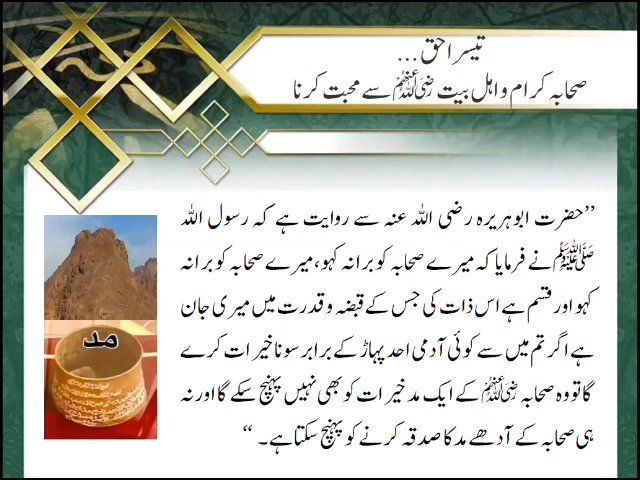 تیسرا حق...
صحابہ کرام و اہل بیت رضی اللہ عنہم سے محبت کرنا
”حضرت ابوہریرہ رضی اللہ عنہ سے روایت ہے کہ رسول اللہ
ﷺ نے فرمایا کہ میرے صحابہ کو برا نہ کہو، میرے صحابہ کو برا نہ
کہو اور قسم ہے اس ذات کی جس کے قبضہ و قدرت میں میری جان
ہے اگر تم میں سے کوئی آدمی احد پہاڑ کے برابر سونا خیرات کرے
گا تو وہ صحابہ رضی اللہ عنہم کے ایک مد خیرات کو بھی نہیں پہنچ سکے گا اور نہ
ہی صحابہ کے آدھے مد کا صدقہ کرنے کو پہنچ سکتا ہے۔“
مد